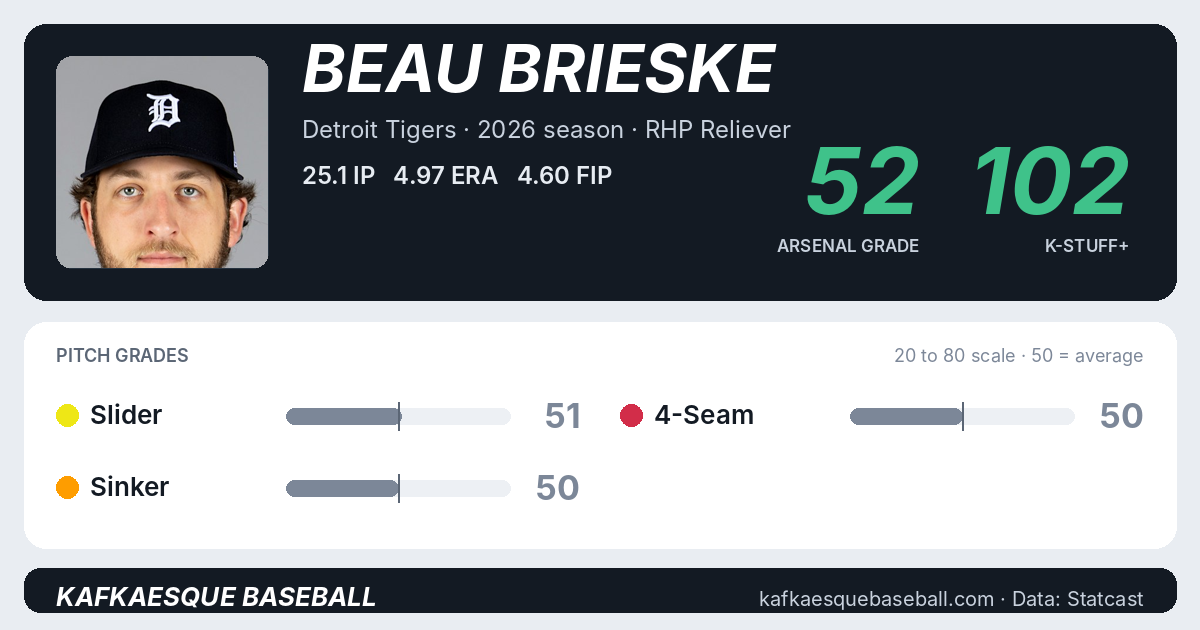 BEAU BRIESKE
Detroit Tigers · 2026 season · RHP Reliever
25.1 IP 4.97 ERA 4.60 FIP
52 102
ARSENAL GRADE K-STUFF+
D
PITCH GRADES 20 to 80 scale · 50 = average
Slider 51 4-Seam 50
Sinker 50
KAFKAESQUE BASEBALL kafkaesquebaseball.com · Data: Statcast